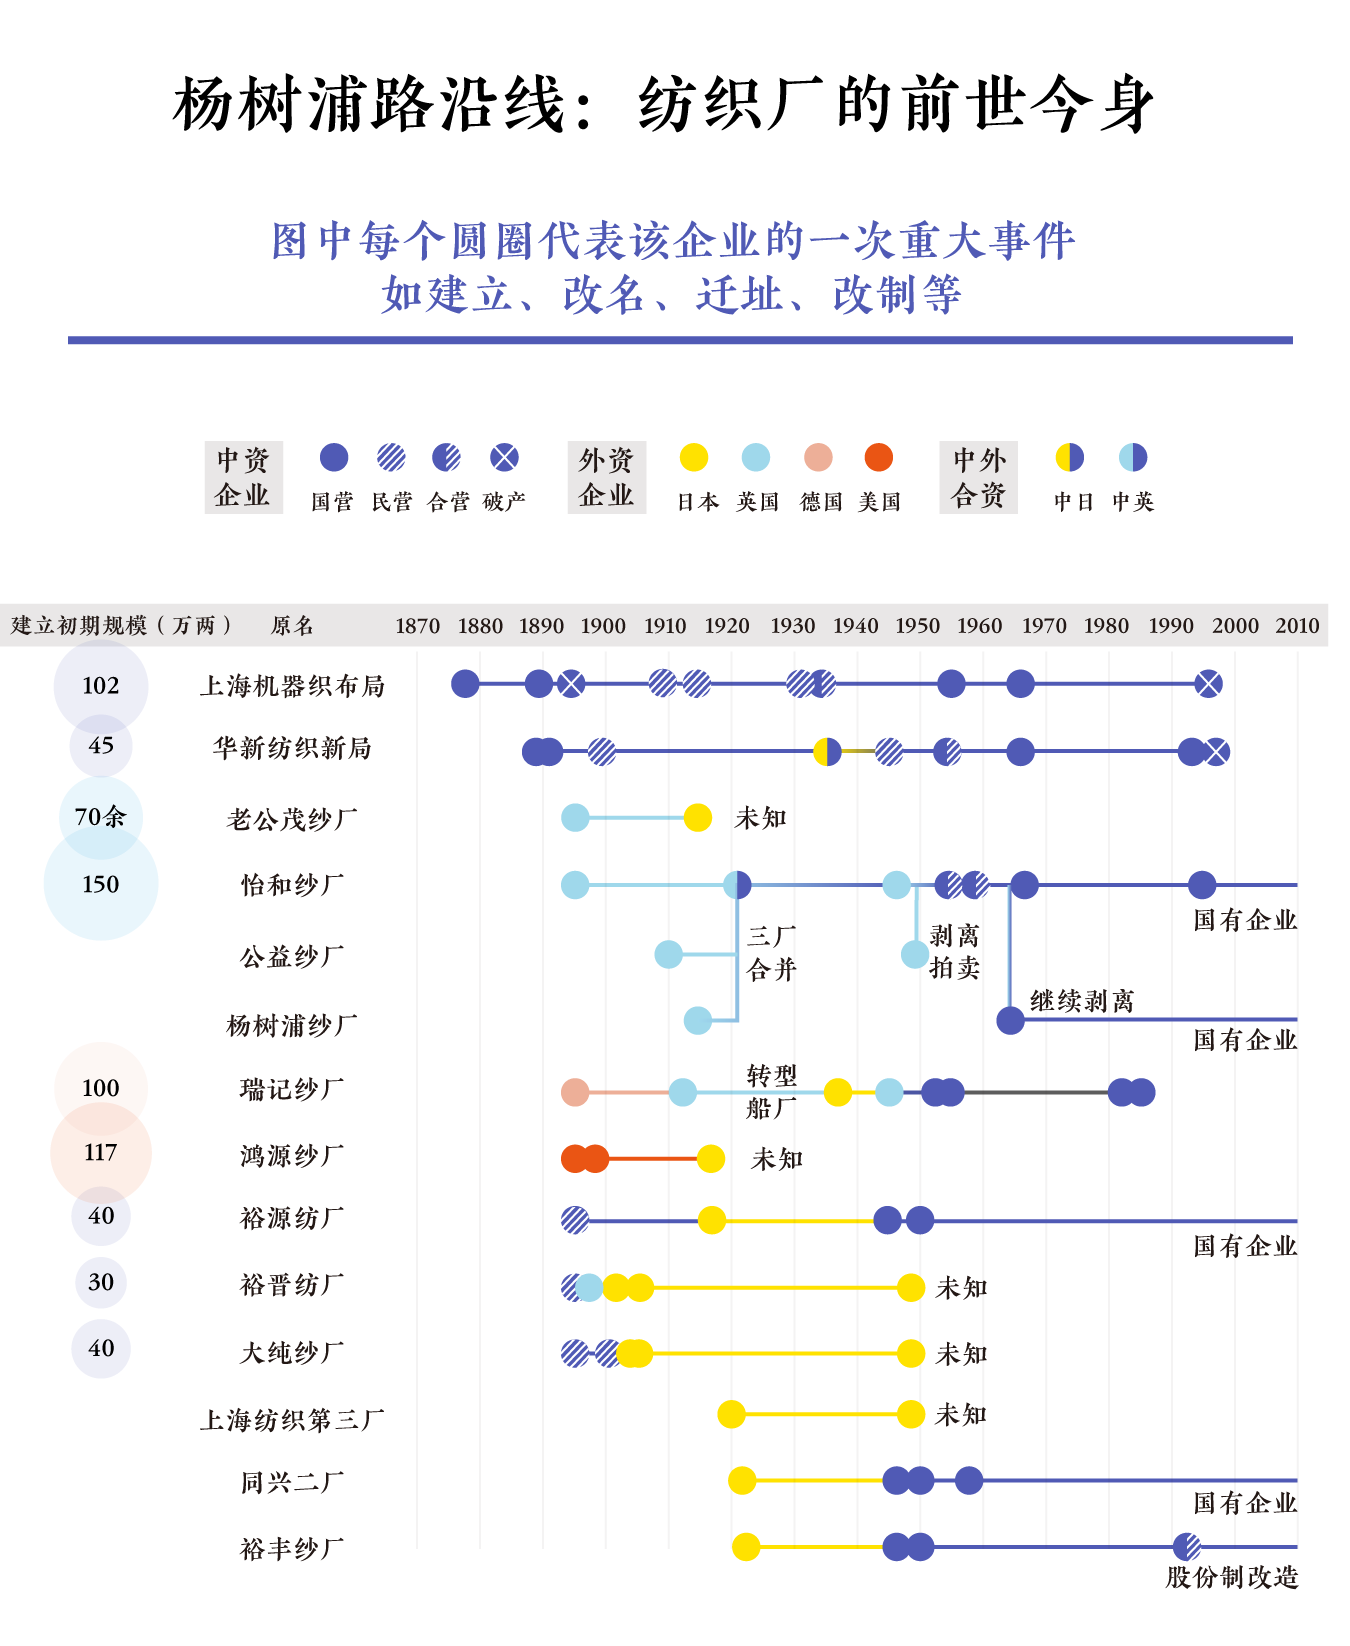 杨树浦路沿线：纺织厂的前世今身
图中每个圆圈代表该企业的一次重大事件
如建立、改名、迁址、改制等
中资
企业
国营 民营 合营 破产
外资
企业
日本 英国 德国 美国
中外
合资
中日 中英
建立初期规模（万两） 原名 1870 1880 1890 1900 1910 1920 1930 1940 1950 1960 1970 1980 1990 2000 2010
102 上海机器织布局
45 华新纺织新局
70余 老公茂纱厂 未知
150 怡和纱厂
国有企业
公益纱厂
三厂
合并
剥离
拍卖
杨树浦纱厂
继续剥离
国有企业
100 瑞记纱厂
转型
船厂
117 鸿源纱厂 未知
40 裕源纺厂
国有企业
30 裕晋纺厂 未知
40 大纯纱厂 未知
上海纺织第三厂 未知
同兴二厂
国有企业
裕丰纱厂
股份制改造